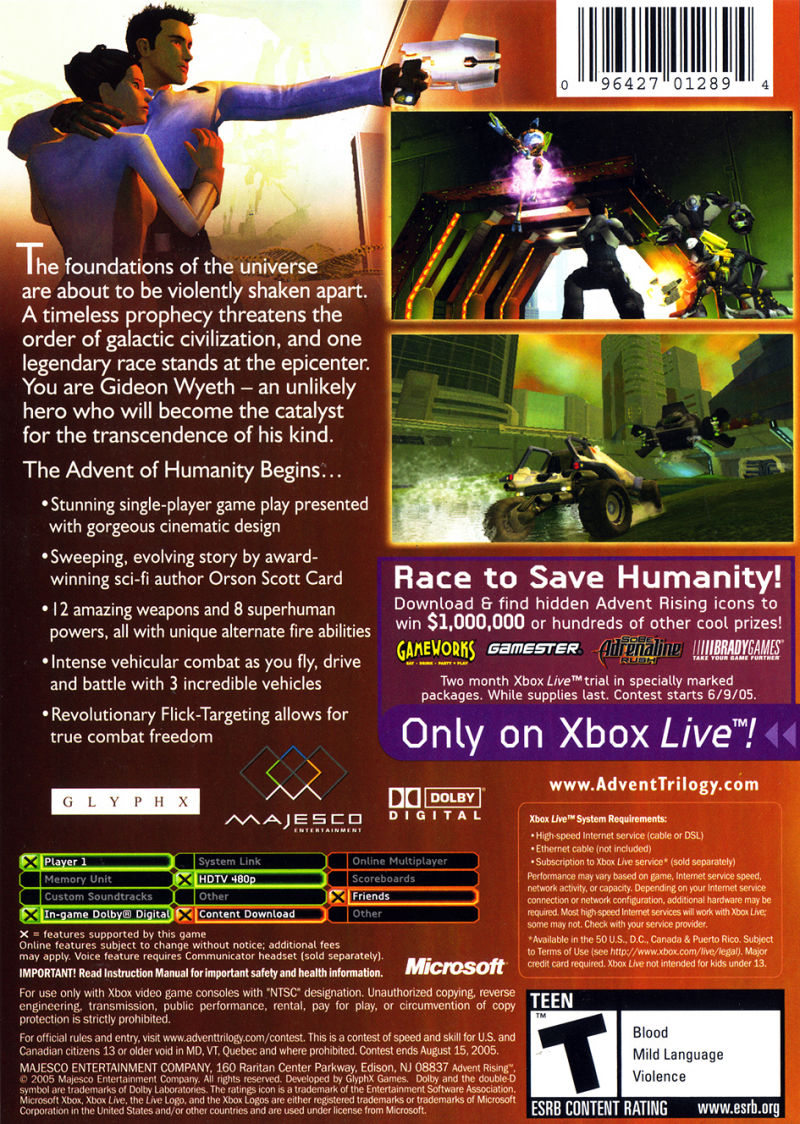 0 96427 01289 4
The foundations of the universe
are about to be violently shaken apart.
A timeless prophecy threatens the
order of galactic civilization, and one
legendary race stands at the epicenter.
You are Gideon Wyeth – an unlikely
hero who will become the catalyst
for the transcendence of his kind.
The Advent of Humanity Begins...
•Stunning single-player game play presented
with gorgeous cinematic design
•Sweeping, evolving story by award-
winning sci-fi author Orson Scott Card
•12 amazing weapons and 8 superhuman
powers, all with unique alternate fire abilities
•Intense vehicular combat as you fly, drive
and battle with 3 incredible vehicles
•Revolutionary Flick-Targeting allows for
true combat freedom
Race to Save Humanity!
Download & find hidden Advent Rising icons to
win $1,000,000 or hundreds of other cool prizes!
GAMEWORKS
EAT - DRINK - PARTY - PLAY
GAMESTER
SoBe Adrenaline Rush
BRADYGAMES®
TAKE YOUR GAME FURTHER®
Two month Xbox Live™ trial in specially marked
packages. While supplies last. Contest starts 6/9/05.
Only on Xbox Live™!
GLYPHX
MAJESCO
ENTERTAINMENT
DOLBY®
DIGITAL
www.AdventTrilogy.com
Xbox Live™ System Requirements:
• High-speed Internet service (cable or DSL)
• Ethernet cable (not included)
• Subscription to Xbox Live service* (sold separately)
Performance may vary based on game, Internet service speed,
network activity, or capacity. Depending on your Internet service
connection or network configuration, additional hardware may be
required. Most high-speed Internet services will work with Xbox Live;
some may not. Check with your service provider.
*Available in the 50 U.S., D.C., Canada & Puerto Rico. Subject
to Terms of Use (see http://www.xbox.com/live/legal). Major
credit card required. Xbox Live not intended for kids under 13.
X Player 1 System Link Online Multiplayer
Memory Unit X HDTV 480p Scoreboards
Custom Soundtracks Other X Friends
X In-game Dolby® Digital X Content Download Other
X = features supported by this game
Online features subject to change without notice; additional fees
may apply. Voice feature requires Communicator headset (sold separately).
IMPORTANT! Read Instruction Manual for important safety and health information.
Microsoft®
For use only with Xbox video game consoles with "NTSC" designation. Unauthorized copying, reverse
engineering, transmission, public performance, rental, pay for play, or circumvention of copy
protection is strictly prohibited.
For official rules and entry, visit www.adventtrilogy.com/contest. This is a contest of speed and skill for U.S. and
Canadian citizens 13 or older void in MD, VT, Quebec and where prohibited. Contest ends August 15, 2005.
MAJESCO ENTERTAINMENT COMPANY, 160 Raritan Center Parkway, Edison, NJ 08837 Advent Rising™,
© 2005 Majesco Entertainment Company. All rights reserved. Developed by GlyphX Games. Dolby and the double-D
symbol are trademarks of Dolby Laboratories. The ratings icon is a trademark of the Entertainment Software Association.
Microsoft, Xbox, Xbox Live, the Live Logo, and the Xbox Logos are either registered trademarks or trademarks of Microsoft
Corporation in the United States and/or other countries and are used under license from Microsoft.
TEEN
™
T
Blood
Mild Language
Violence
ESRB CONTENT RATING www.esrb.org